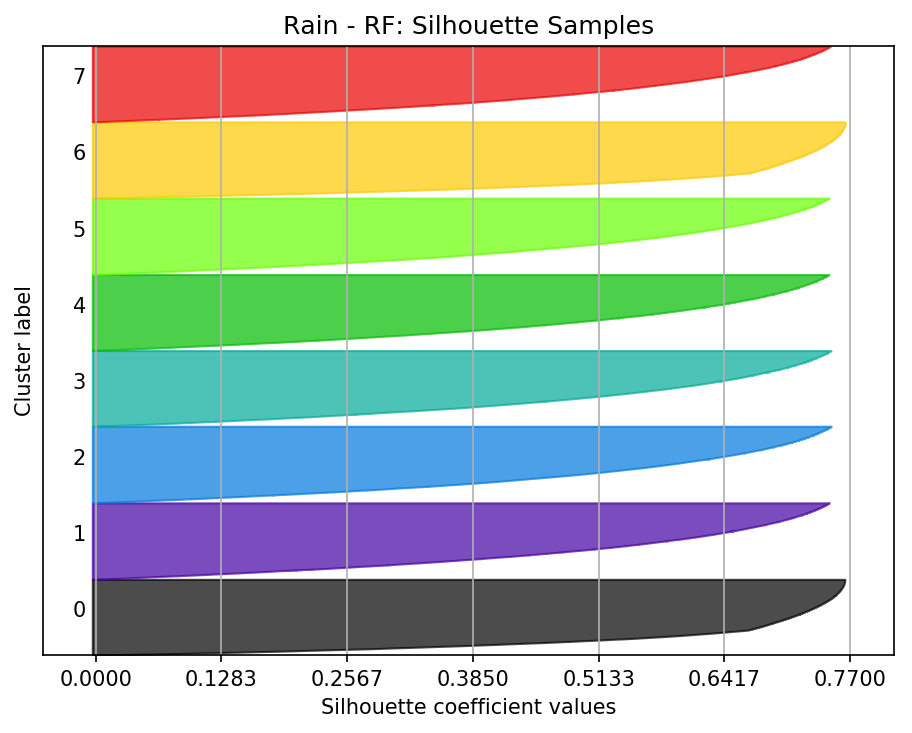 Rain - RF: Silhouette Samples
Cluster label
7
6
5
4
3
2
1
0
0.0000 0.1283 0.2567 0.3850 0.5133 0.6417 0.7700
Silhouette coefficient values